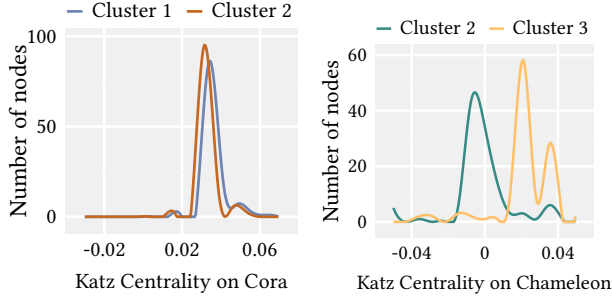 Cluster 1 Cluster 2
Number of nodes
100
50
0
-0.02 0.02 0.06
Katz Centrality on Cora
Cluster 2 Cluster 3
Number of nodes
60
40
20
0
-0.04 0 0.04
Katz Centrality on Chameleon